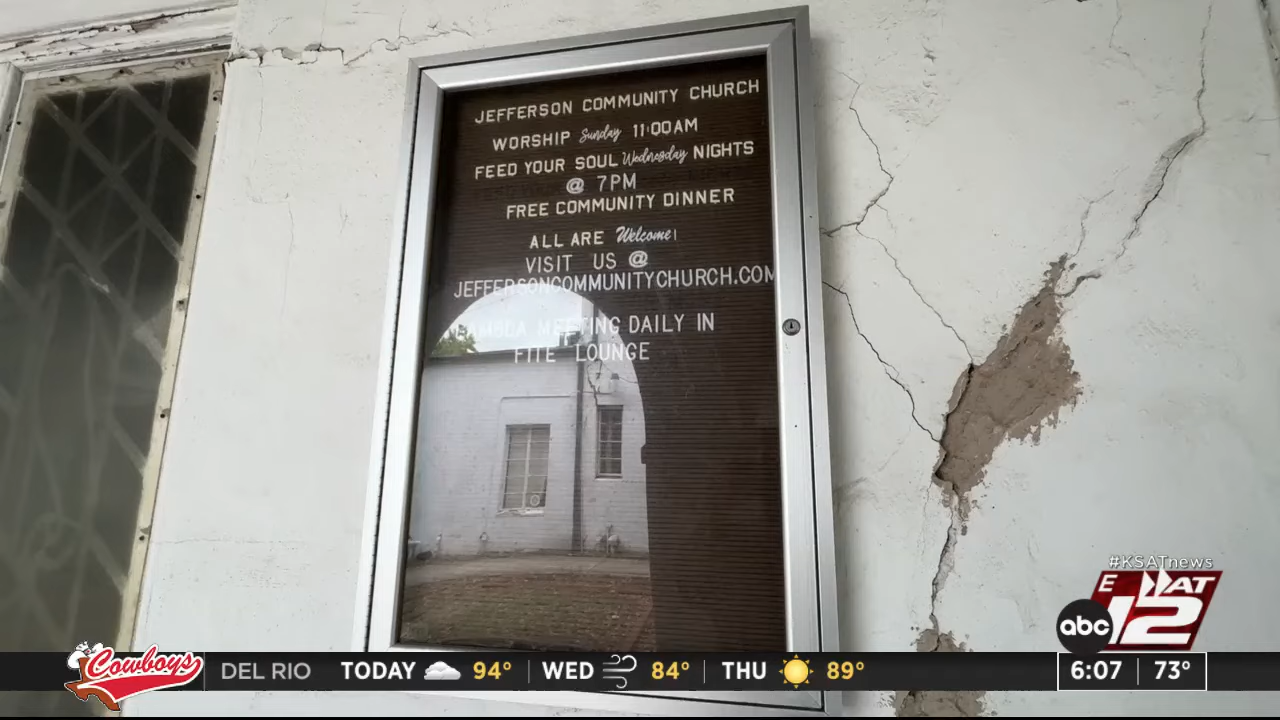 JEFFERSON COMMUNITY CHURCH
WORSHIP Sunday 11:00AM
FEED YOUR SOUL Wednesday NIGHTS
@ 7PM
FREE COMMUNITY DINNER
ALL ARE Welcome!
VISIT US @
JEFFERSONCOMMUNITYCHURCH.COM
MEETING DAILY IN
FITE LOUNGE
#KSATnews
abc 12
Cowboys DEL RIO TODAY 94° WED 84° THU 89° 6:07 73°